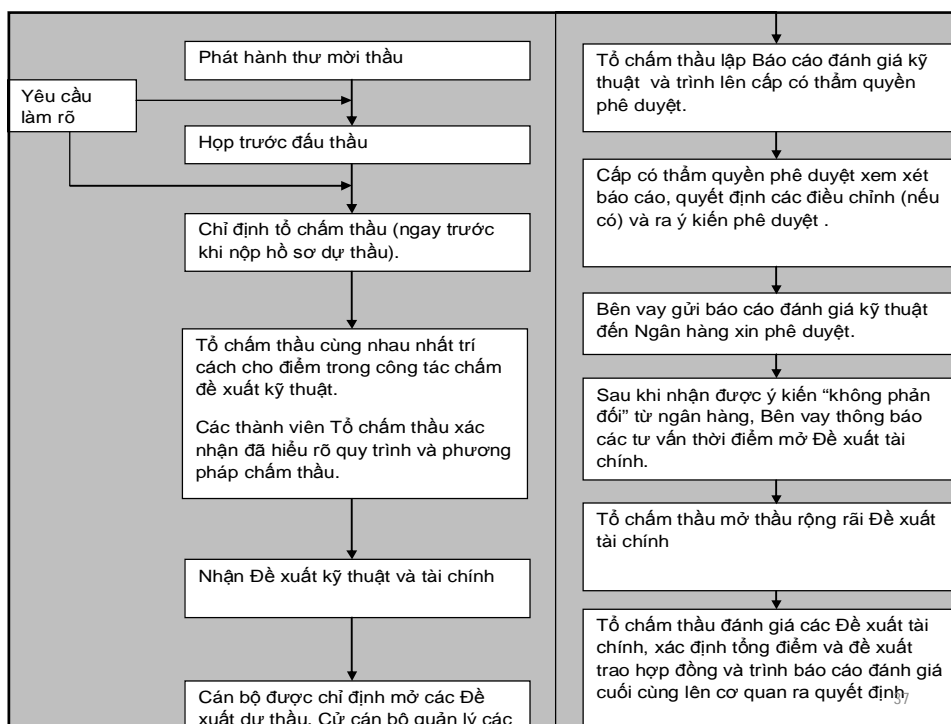 Phát hành thư mời thầu
Yêu cầu
làm rõ
Họp trước đấu thầu
Chỉ định tổ chấm thầu (ngay trước
khi nộp hồ sơ dự thầu).
Tổ chấm thầu cùng nhau nhất trí
cách cho điểm trong công tác chấm
đề xuất kỹ thuật.
Các thành viên Tổ chấm thầu xác
nhận đã hiểu rõ quy trình và phương
pháp chấm thầu.
Nhận Đề xuất kỹ thuật và tài chính
Cán bộ được chỉ định mở các Đề
xuất dự thầu. Cử cán bộ quản lý các
Tổ chấm thầu lập Báo cáo đánh giá kỹ
thuật và trình lên cấp có thẩm quyền
phê duyệt.
Cấp có thẩm quyền phê duyệt xem xét
báo cáo, quyết định các điều chỉnh (nếu
có) và ra ý kiến phê duyệt .
Bên vay gửi báo cáo đánh giá kỹ thuật
đến Ngân hàng xin phê duyệt.
Sau khi nhận được ý kiến “không phản
đối” từ ngân hàng, Bên vay thông báo
các tư vấn thời điểm mở Đề xuất tài
chính.
Tổ chấm thầu mở thầu rộng rãi Đề xuất
tài chính
Tổ chấm thầu đánh giá các Đề xuất tài
chính, xác định tổng điểm và đề xuất
trao hợp đồng và trình báo cáo đánh giá
cuối cùng lên cơ quan ra quyết định.
37